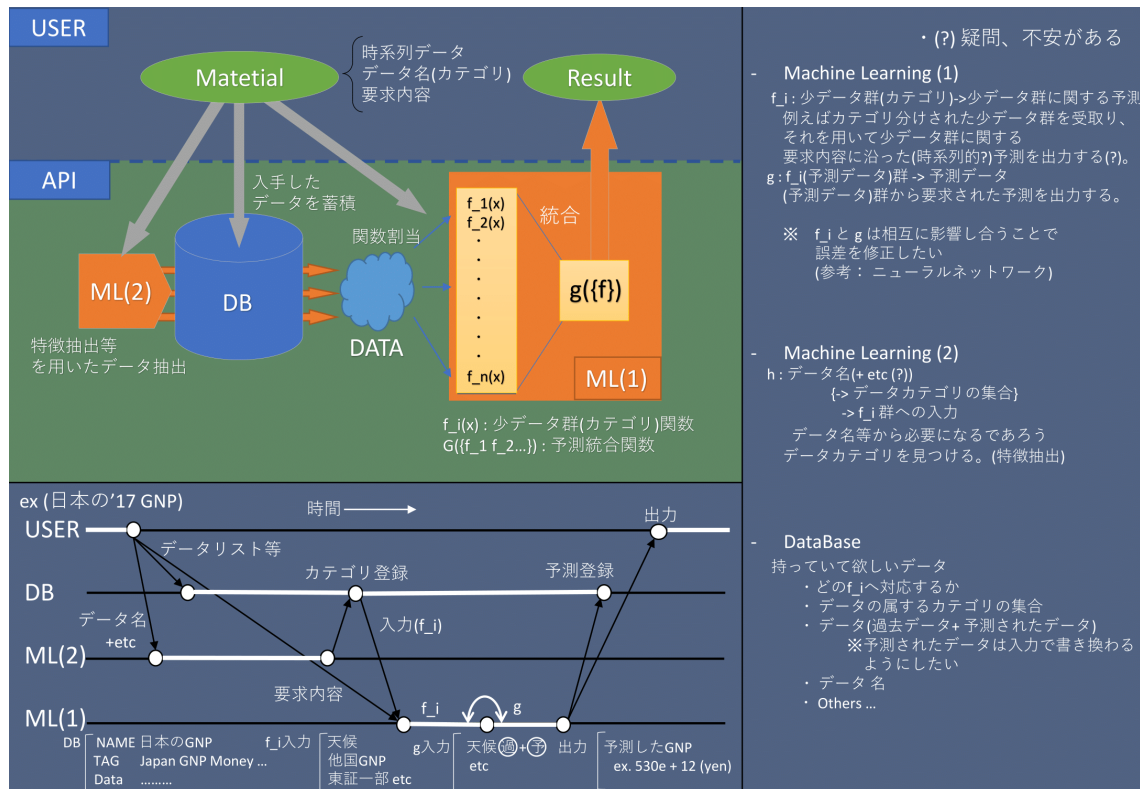 USER
Matetial
時系列データ
データ名(カテゴリ)
要求内容
Result
API
入手した
データを蓄積
関数割当
ML(2)
DB
DATA
特徴抽出等
を用いたデータ抽出
f_1(x)
f_2(x)
・
・
・
・
・
・
f_n(x)
統合
g({f})
ML(1)
f_i(x) : 少データ群(カテゴリ)関数
G({f_1 f_2...}) : 予測統合関数
・(?) 疑問、不安がある
- Machine Learning (1)
f_i : 少データ群(カテゴリ)->少データ群に関する予測
例えばカテゴリ分けされた少データ群を受取り、
それを用いて少データ群に関する
要求内容に沿った(時系列的?)予測を出力する(?)。
g : f_i(予測データ)群 -> 予測データ
(予測データ)群から要求された予測を出力する。
※ f_i と g は相互に影響し合うことで
誤差を修正したい
(参考： ニューラルネットワーク)
- Machine Learning (2)
h : データ名(+ etc (?))
{-> データカテゴリの集合}
-> f_i 群への入力
データ名等から必要になるであろう
データカテゴリを見つける。(特徴抽出)
- DataBase
持っていて欲しいデータ
・ どのf_iへ対応するか
・ データの属するカテゴリの集合
・ データ(過去データ+ 予測されたデータ)
※予測されたデータは入力で書き換わる
ようにしたい
・ データ 名
・ Others ...
ex (日本の’17 GNP)
時間
USER
出力
データリスト等
カテゴリ登録
予測登録
DB
データ名
+etc
入力(f_i)
ML(2)
要求内容
f_i
g
ML(1)
DB
NAME 日本のGNP
TAG Japan GNP Money ...
Data ………
f_i入力
天候
他国GNP
東証一部 etc
g入力
天候過+予
etc
出力
予測したGNP
ex. 530e + 12 (yen)